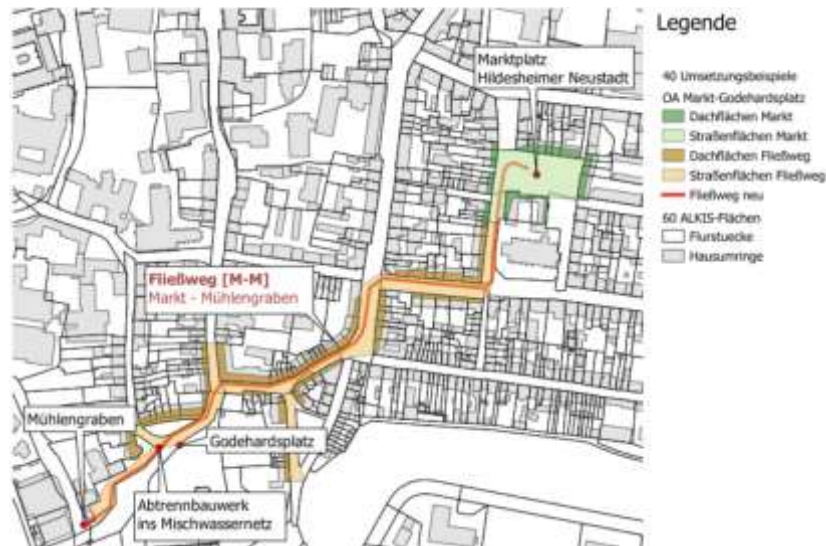 Legende
Marktplatz
Hildesheimer Neustadt
40 Umsetzungsbeispiele
OA Markt-Godehardsplatz
Dachflächen Markt
Straßenflächen Markt
Dachflächen Fließweg
Straßenflächen Fließweg
Fließweg neu
60 ALKIS-Flächen
Flurstuecke
Hausumringe
Fließweg [M-M]
Markt - Mühlengraben
Mühlengraben
Godehardsplatz
Abtrennbauwerk
ins Mischwassernetz